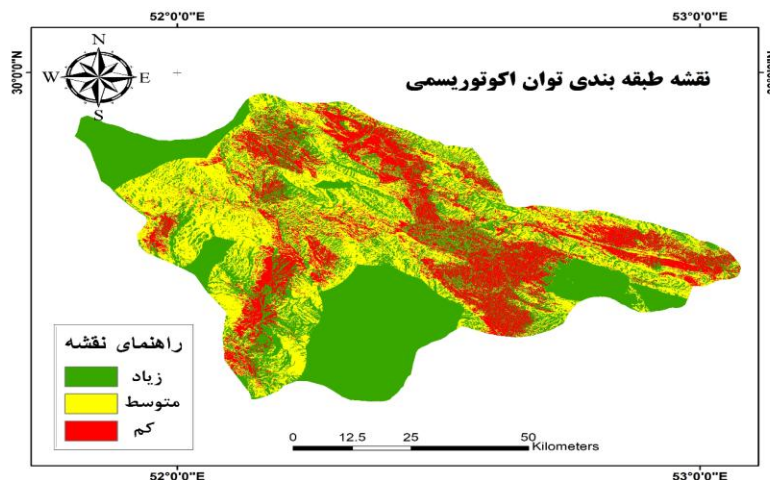 52°0'0"E 53°0'0"E
30°0'0"N
N
W E
S
نقشه طبقه بندی توان اکوتوریسمی
راهنمای نقشه
زیاد
متوسط
کم
0 12.5 25 50
Kilometers
52°0'0"E 53°0'0"E